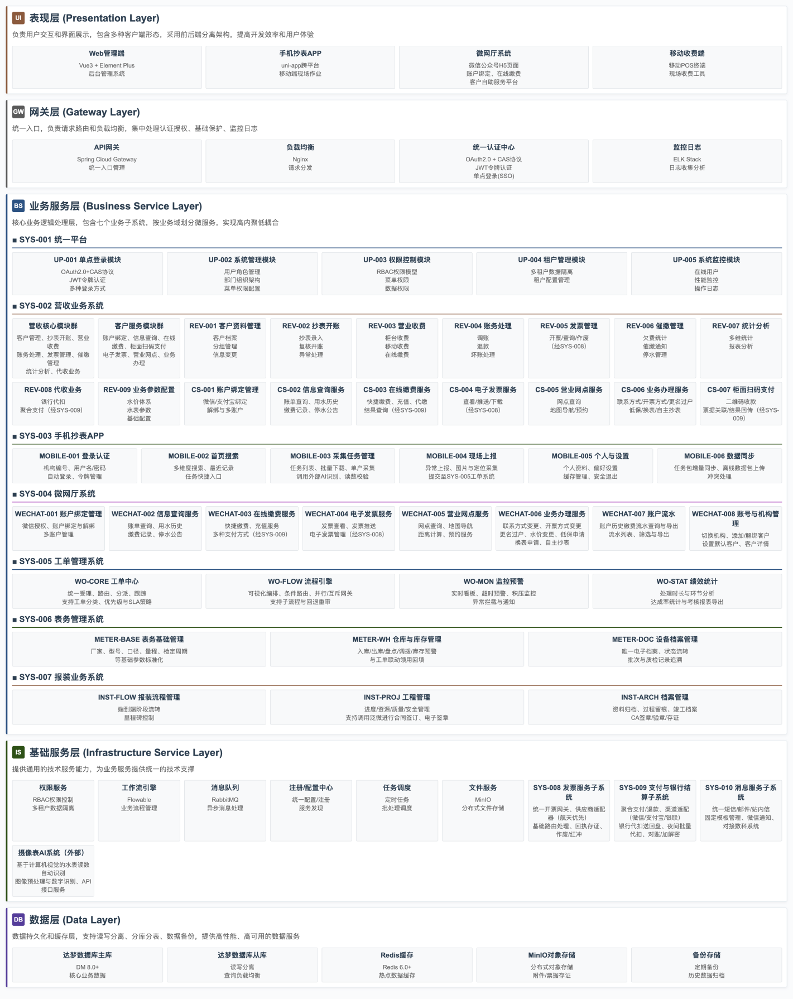 UI 表现层 (Presentation Layer)
负责用户交互和界面展示，包含多种客户端形态，采用前后端分离架构，提高开发效率和用户体验
Web管理端
Vue3 + Element Plus
后台管理系统
手机抄表APP
uni-app跨平台
移动端现场作业
微网厅系统
微信公众号H5页面
账户绑定、在线缴费
客户自助服务平台
移动收费端
移动POS终端
现场收费工具
GW 网关层 (Gateway Layer)
统一入口，负责请求路由和负载均衡，集中处理认证授权、基础保护、监控日志
API网关
Spring Cloud Gateway
统一入口管理
负载均衡
Nginx
请求分发
统一认证中心
OAuth2.0 + CAS协议
JWT令牌认证
单点登录(SSO)
监控日志
ELK Stack
日志收集分析
BS 业务服务层 (Business Service Layer)
核心业务逻辑处理层，包含七个业务子系统，按业务域划分微服务，实现高内聚低耦合
■ SYS-001 统一平台
UP-001 单点登录模块
OAuth2.0+CAS协议
JWT令牌认证
多种登录方式
UP-002 系统管理模块
用户角色管理
部门组织架构
菜单权限配置
UP-003 权限控制模块
RBAC权限模型
菜单权限
数据权限
UP-004 租户管理模块
多租户数据隔离
租户配置管理
UP-005 系统监控模块
在线用户
性能监控
操作日志
■ SYS-002 营收业务系统
营收核心模块群
客户管理、抄表开账、营业
收费
账务处理、发票管理、催缴
管理
统计分析、代收业务
客户服务模块群
账户绑定、信息查询、在线
缴费、柜面扫码支付
电子发票、营业网点、业务
办理
REV-001 客户资料管理
客户档案
分组管理
信息变更
REV-002 抄表开账
抄表录入
复核开账
异常处理
REV-003 营业收费
柜台收费
移动收费
在线缴费
REV-004 账务处理
调账
退款
坏账处理
REV-005 发票管理
开票/查询/作废
（经SYS-008）
REV-006 催缴管理
欠费统计
催缴通知
停水管理
REV-007 统计分析
多维统计
报表分析
REV-008 代收业务
银行代扣
聚合支付（经SYS-009）
REV-009 业务参数配置
水价体系
水表参数
基础配置
CS-001 账户绑定管理
微信/支付宝绑定
解绑与多账户
CS-002 信息查询服务
账单查询、用水历史
缴费记录、停水公告
CS-003 在线缴费服务
快捷缴费、充值、代缴
结果查询（经SYS-009）
CS-004 电子发票服务
查看/推送/下载
（经SYS-008）
CS-005 营业网点服务
网点查询
地图导航/预约
CS-006 业务办理服务
联系方式/开票方式/更名过户
低保/换表/自主抄表
CS-007 柜面扫码支付
二维码收款
票据关联/结果回传（经SYS-
009）
■ SYS-003 手机抄表APP
MOBILE-001 登录认证
机构编号、用户名/密码
自动登录、令牌管理
MOBILE-002 首页搜索
多维度搜索、最近记录
任务快捷入口
MOBILE-003 采集任务管理
任务列表、批量下载、单户采集
调用外部AI识别、读数校验
MOBILE-004 现场上报
异常上报、图片与定位采集
提交至SYS-005工单系统
MOBILE-005 个人与设置
个人资料、偏好设置
缓存管理、安全退出
MOBILE-006 数据同步
任务包增量同步、离线数据包上传
冲突处理
■ SYS-004 微网厅系统
WECHAT-001 账户绑定管理
微信授权、账户绑定与解绑
多账户管理
WECHAT-002 信息查询服务
账单查询、用水历史
缴费记录、停水公告
WECHAT-003 在线缴费服务
快捷缴费、充值服务
多种支付方式（经SYS-009）
WECHAT-004 电子发票服务
发票查看、发票推送
电子发票管理（经SYS-008）
WECHAT-005 营业网点服务
网点查询、地图导航
距离计算、预约服务
WECHAT-006 业务办理服务
联系方式变更、开票方式变更
更名过户、水价变更、低保申请
换表申请、自主抄表
WECHAT-007 账户流水
账户历史缴费流水查询与导出
流水列表、筛选与导出
WECHAT-008 账号与机构管
理
切换机构、添加/解绑客户
设置默认客户、客户详情
■ SYS-005 工单管理系统
WO-CORE 工单中心
统一受理、路由、分派、跟踪
支持工单分类、优先级与SLA策略
WO-FLOW 流程引擎
可视化编排、条件路由、并行/互斥网关
支持子流程与回退重审
WO-MON 监控预警
实时看板、超时预警、积压监控
异常拦截与通知
WO-STAT 绩效统计
处理时长与环节分析
达成率统计与考核报表导出
■ SYS-006 表务管理系统
METER-BASE 表务基础管理
厂家、型号、口径、量程、检定周期
等基础参数标准化
METER-WH 仓库与库存管理
入库/出库/盘点/调拨/库存预警
与工单联动领用回填
METER-DOC 设备档案管理
唯一电子档案、状态流转
批次与质检记录追溯
■ SYS-007 报装业务系统
INST-FLOW 报装流程管理
端到端阶段流转
里程碑控制
INST-PROJ 工程管理
进度/资源/质量/安全管理
支持调用泛微进行合同签订、电子签章
INST-ARCH 档案管理
资料归档、过程留痕、竣工档案
CA签章/验章/存证
IS 基础服务层 (Infrastructure Service Layer)
提供通用的技术服务能力，为业务服务提供统一的技术支撑
权限服务
RBAC权限控制
多租户数据隔离
工作流引擎
Flowable
业务流程管理
消息队列
RabbitMQ
异步消息处理
注册/配置中心
统一配置/注册
服务发现
任务调度
定时任务
批处理调度
文件服务
MinIO
分布式文件存储
SYS-008 发票服务子系
统
统一开票网关、供应商适配
器（航天优先）
基础路由处理、回执存证、
作废/红冲
SYS-009 支付与银行结
算子系统
聚合支付/退款、渠道适配
（微信/支付宝/银联）
银行代扣送回盘、夜间批量
代扣、对账/加解密
SYS-010 消息服务子系
统
统一短信/邮件/站内信
固定模板管理、微信通知、
对接数科系统
摄像表AI系统（外部）
基于计算机视觉的水表读数
自动识别
图像预处理与数字识别、API
接口服务
DB 数据层 (Data Layer)
数据持久化和缓存层，支持读写分离、分库分表、数据备份，提供高性能、高可用的数据服务
达梦数据库主库
DM 8.0+
核心业务数据
达梦数据库从库
读写分离
查询负载均衡
Redis缓存
Redis 6.0+
热点数据缓存
MinIO对象存储
分布式对象存储
附件/票据存证
备份存储
定期备份
历史数据归档